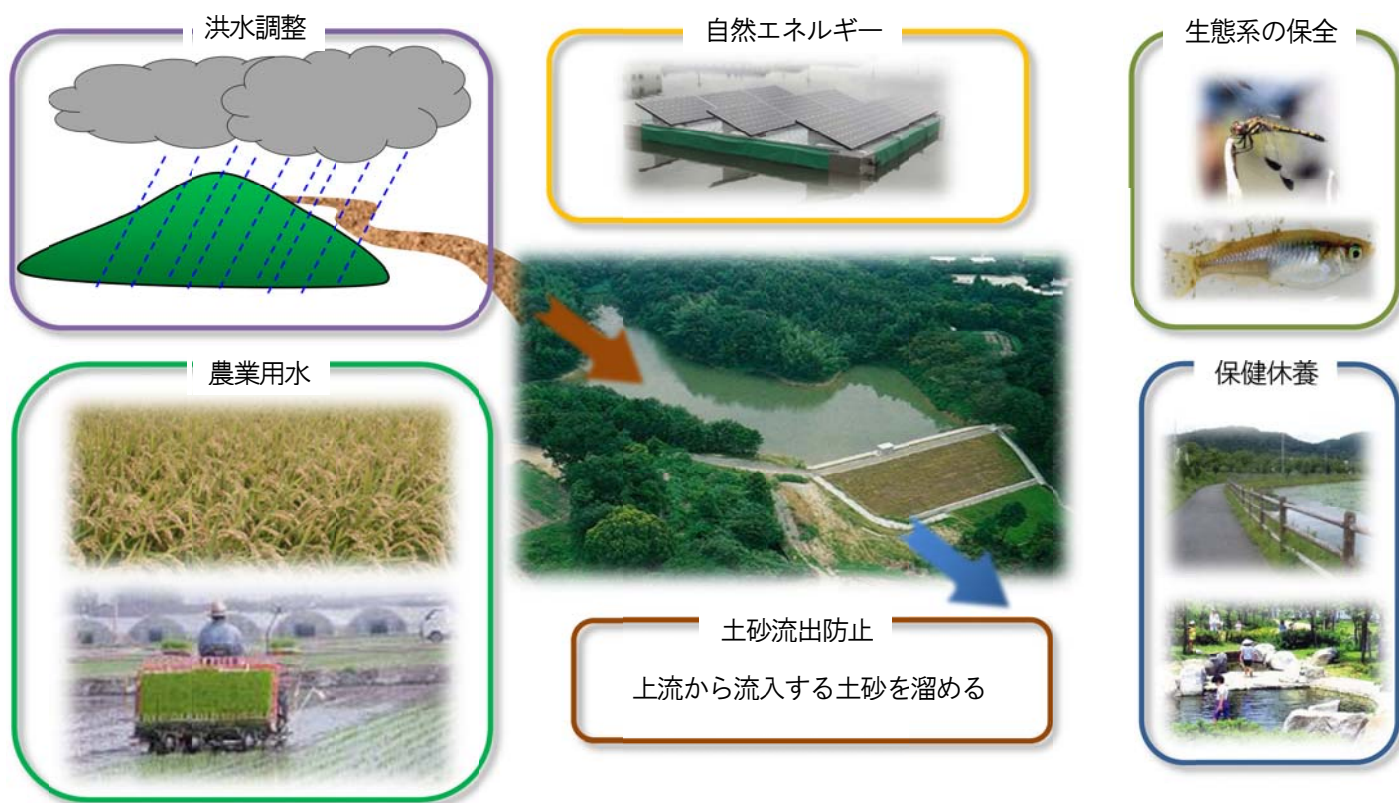 洪水調整
自然エネルギー
生態系の保全
農業用水
保健休養
土砂流出防止
上流から流入する土砂を溜める